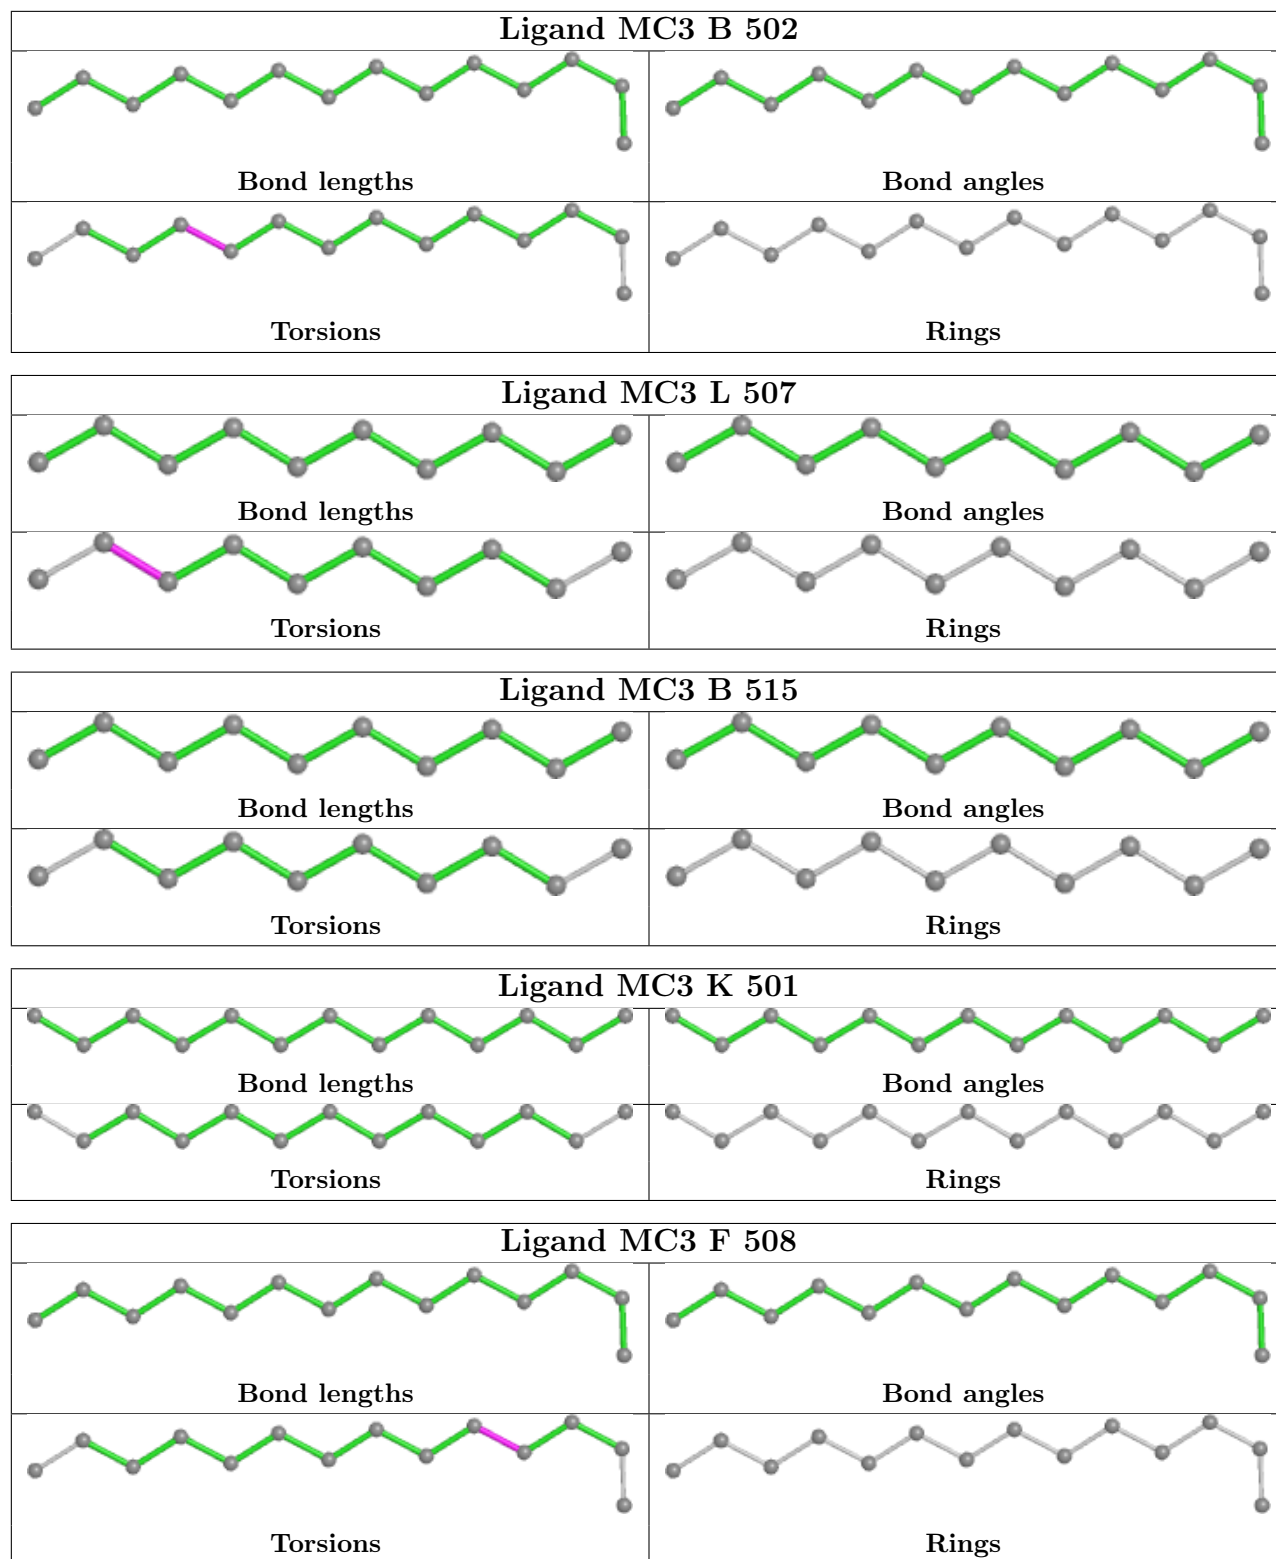 Ligand MC3 B 502
Bond lengths Bond angles
Torsions Rings
Ligand MC3 L 507
Bond lengths Bond angles
Torsions Rings
Ligand MC3 B 515
Bond lengths Bond angles
Torsions Rings
Ligand MC3 K 501
Bond lengths Bond angles
Torsions Rings
Ligand MC3 F 508
Bond lengths Bond angles
Torsions Rings